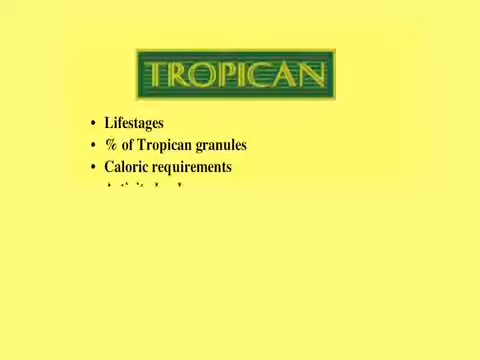 TROPICAN
• Lifestages
• % of Tropican granules
• Caloric requirements